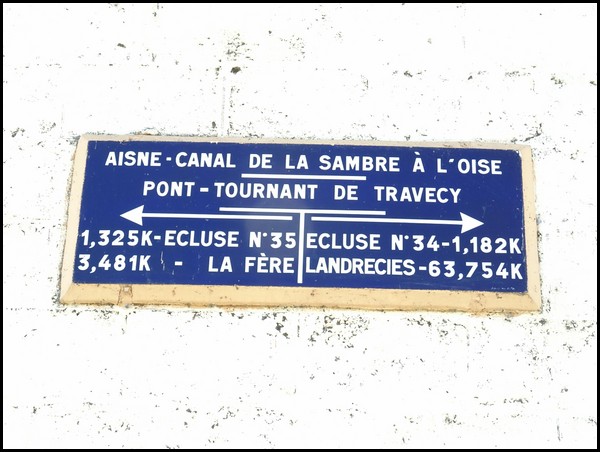 AISNE-CANAL DE LA SAMBRE À L'OISE
PONT-TOURNANT DE TRAVECY
1,325K-ECLUSE N°35 ECLUSE N°34-1,182K
3,481K - LA FÈRE LANDRECIES-63,754K